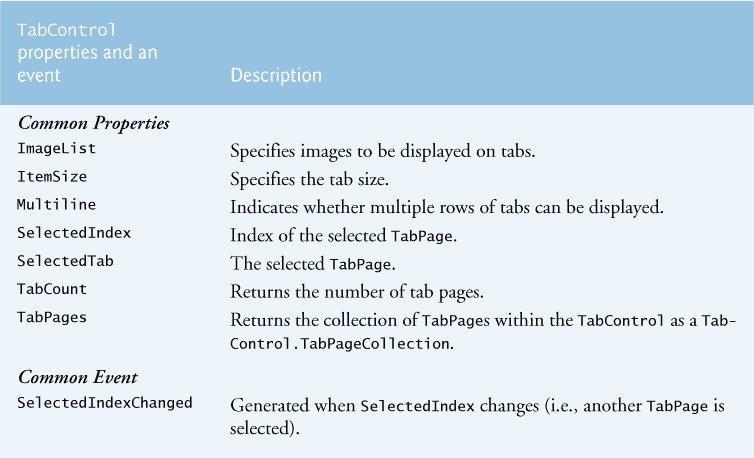 TabControl
properties and an
event
Description
Common Properties
ImageList
Specifies images to be displayed on tabs.
ItemSize
Specifies the tab size.
Multiline
Indicates whether multiple rows of tabs can be displayed.
SelectedIndex
Index of the selected TabPage.
SelectedTab
The selected TabPage.
TabCount
Returns the number of tab pages.
TabPages
Returns the collection of TabPages within the TabControl as a Tab-
Control.TabPageCollection.
Common Event
SelectedIndexChanged
Generated when SelectedIndex changes (i.e., another TabPage is
selected).